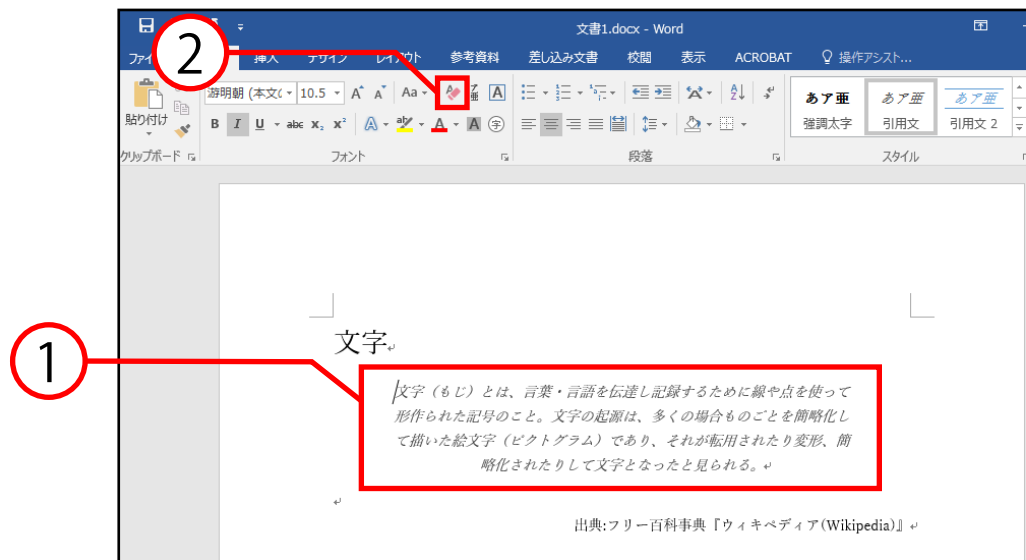 文書1.docx - Word
挿入 デザイン レイアウト 参考資料 差し込み文書 校閲 表示 ACROBAT 操作アシスト...
2
貼り付け
游明朝 (本文( 10.5 A A Aa A
あア亜 あア亜 あア亜
B I U abc X₂ X² A aby A A 字
強調太字 引用文 引用文 2
クリップボード フォント 段落 スタイル
1
文字
文字（もじ）とは、言葉・言語を伝達し記録するために線や点を使って
形作られた記号のこと。文字の起源は、多くの場合ものごとを簡略化し
て描いた絵文字（ピクトグラム）であり、それが転用されたり変形、簡
略化されたりして文字となったと見られる。
出典:フリー百科事典『ウィキペディア(Wikipedia)』